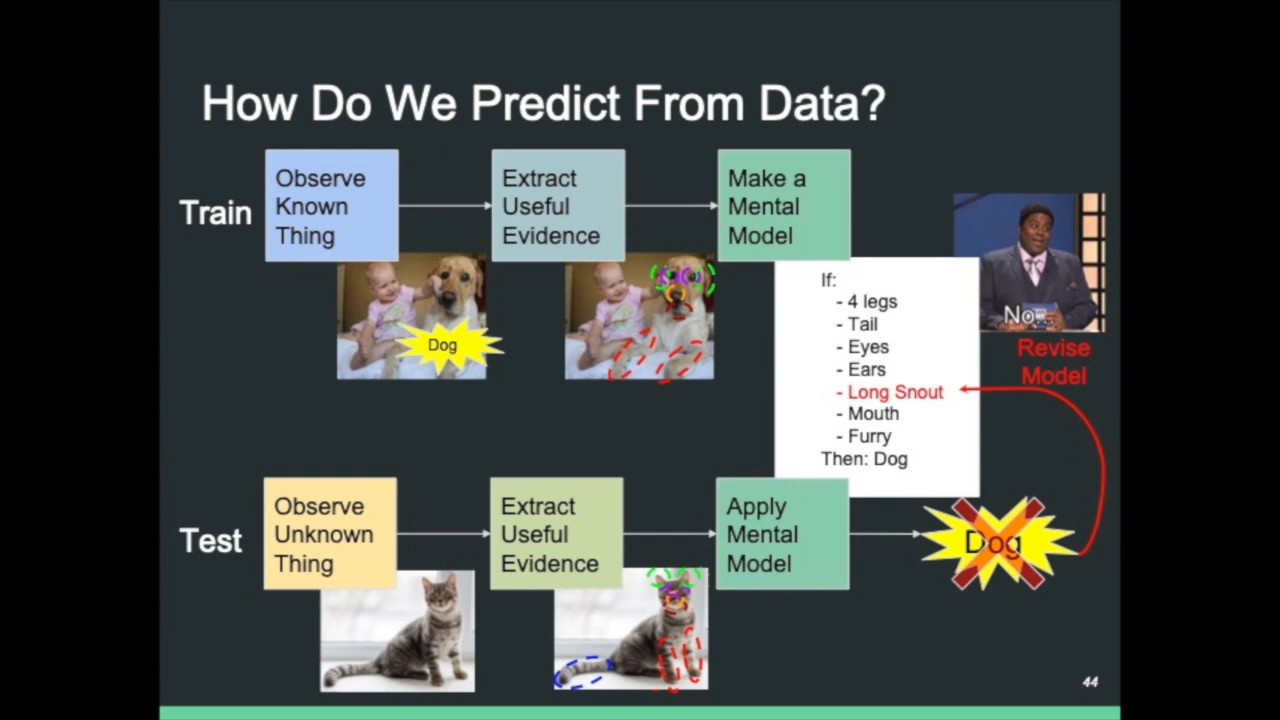 How Do We Predict From Data?
Train
Observe
Known
Thing
Extract
Useful
Evidence
Make a
Mental
Model
Dog
If:
- 4 legs
- Tail
- Eyes
- Ears
- Long Snout
- Mouth
- Furry
Then: Dog
No
Revise
Model
Test
Observe
Unknown
Thing
Extract
Useful
Evidence
Apply
Mental
Model
Dog
44